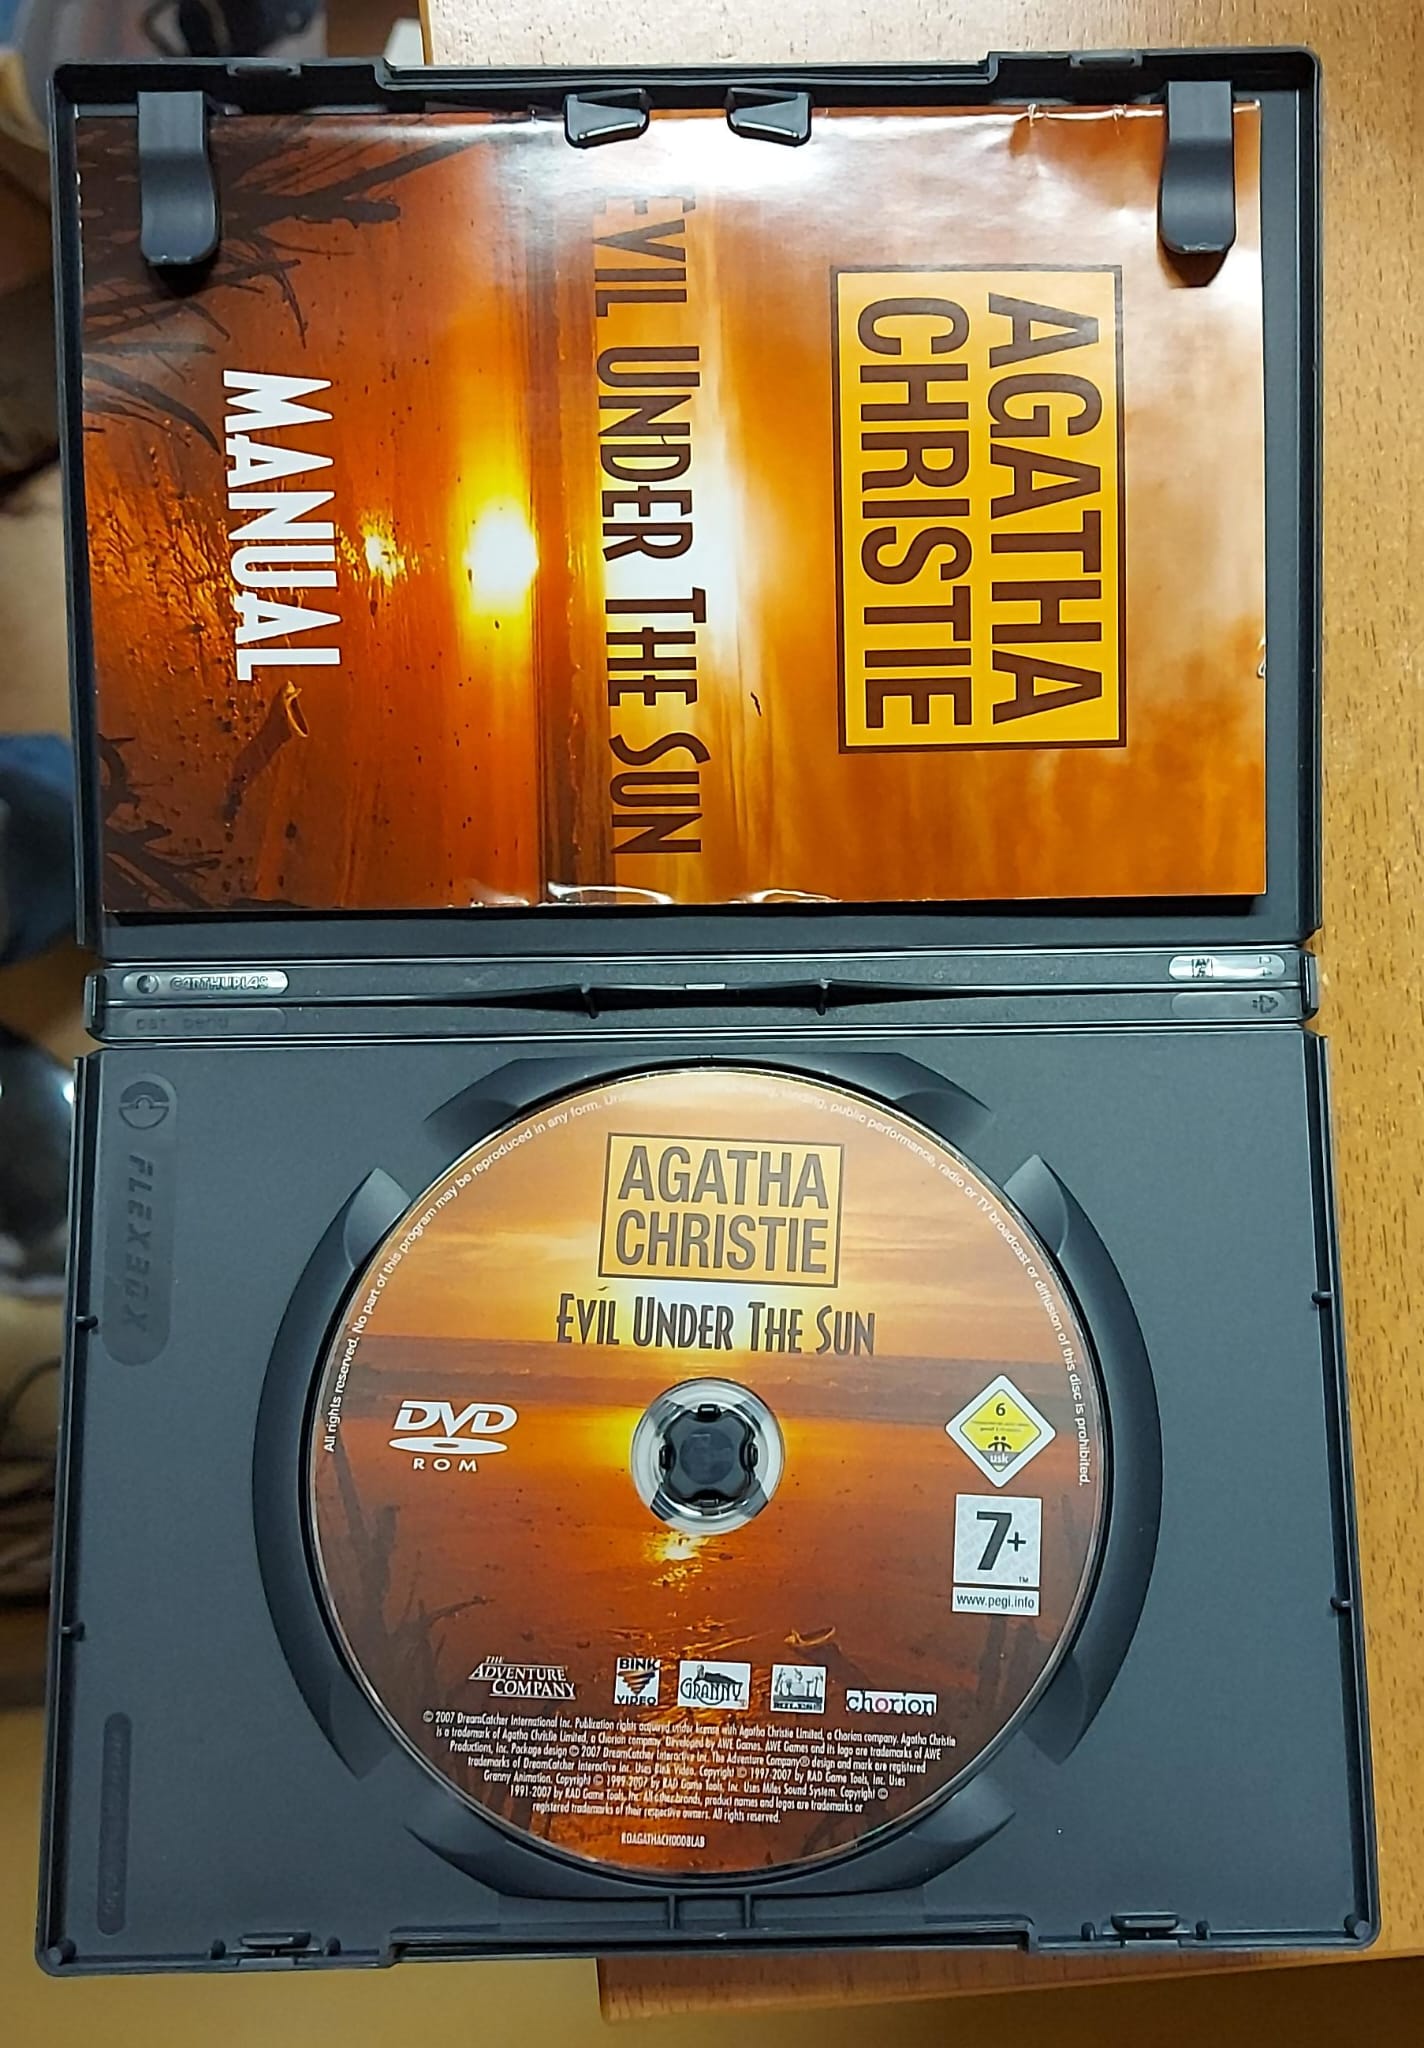 AGATHA
CHRISTIE
EVIL UNDER THE SUN
MANUAL
FLEXBOX
All rights reserved. No part of this program may be reproduced in any form. lending, public performance, radio or TV broadcast or diffusion of this disc is prohibited.
AGATHA
CHRISTIE
EVIL UNDER THE SUN
DVD
ROM
6
usk
7+
TM
www.pegi.info
THE
ADVENTURE
COMPANY
BINK
VIDEO
GRANNY
MILES
chorion
© 2007 DreamCatcher International Inc. Publication rights acquired under license with Agatha Christie Limited, a Chorion company. Agatha Christie
is a trademark of Agatha Christie Limited, a Chorion company. Developed by AWE Games. AWE Games and its logo are trademarks of AWE
Productions, Inc. Package design © 2007 DreamCatcher Interactive Inc. The Adventure Company® design and mark are registered
trademarks of DreamCatcher Interactive Inc. Uses Bink Video. Copyright © 1997-2007 by RAD Game Tools, Inc. Uses
Granny Animation. Copyright © 1999-2007 by RAD Game Tools, Inc. Uses Miles Sound System. Copyright ©
1991-2007 by RAD Game Tools, Inc. All other brands, product names and logos are trademarks or
registered trademarks of their respective owners. All rights reserved.
ROAGATHACH0008LAB